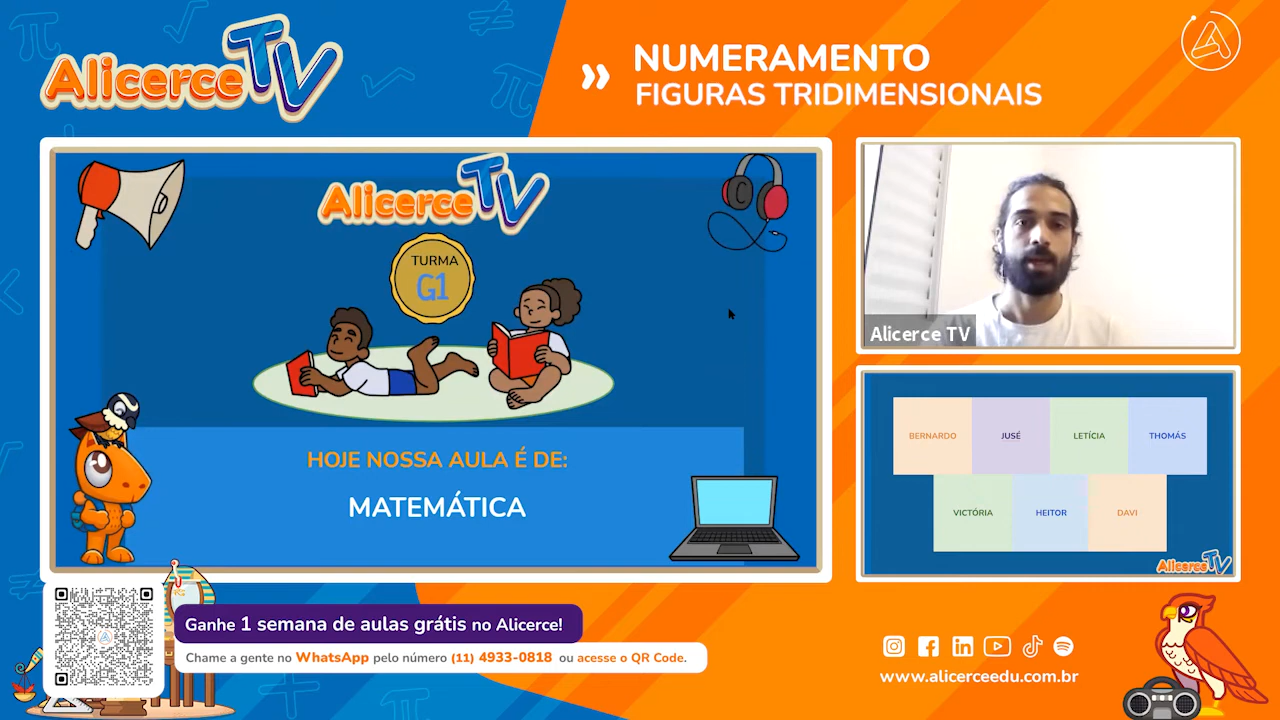 Alicerce TV
NUMERAMENTO
FIGURAS TRIDIMENSIONAIS
Alicerce TV
TURMA
G1
HOJE NOSSA AULA É DE:
MATEMÁTICA
Alicerce TV
BERNARDO
JUSÉ
LETÍCIA
THOMÁS
VICTÓRIA
HEITOR
DAVI
Alicerce TV
Ganhe 1 semana de aulas grátis no Alicerce!
Chame a gente no WhatsApp pelo número (11) 4933-0818 ou acesse o QR Code.
www.alicerceedu.com.br